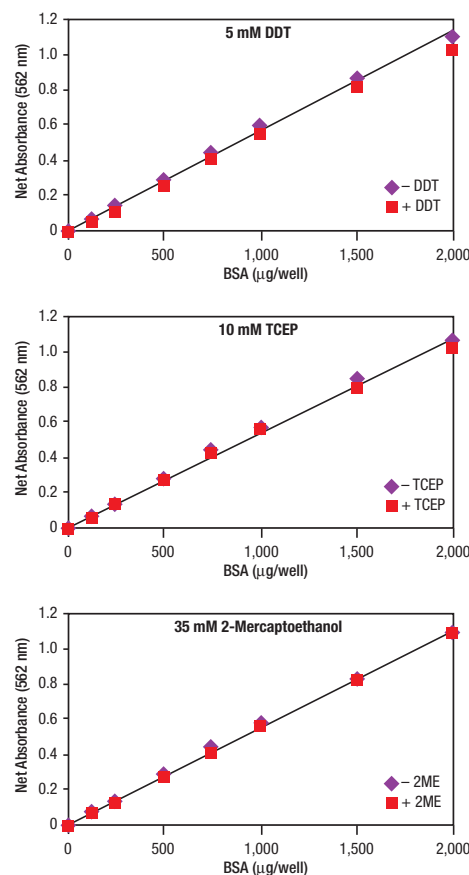 5 mM DDT
Net Absorbance (562 nm)
1.2
1.0
0.8
0.6
0.4
0.2
0
– DDT
+ DDT
0 500 1,000 1,500 2,000
BSA (μg/well)
10 mM TCEP
Net Absorbance (562 nm)
1.2
1.0
0.8
0.6
0.4
0.2
0
– TCEP
+ TCEP
0 500 1,000 1,500 2,000
BSA (μg/well)
35 mM 2-Mercaptoethanol
Net Absorbance (562 nm)
1.2
1.0
0.8
0.6
0.4
0.2
0
– 2ME
+ 2ME
0 500 1,000 1,500 2,000
BSA (μg/well)